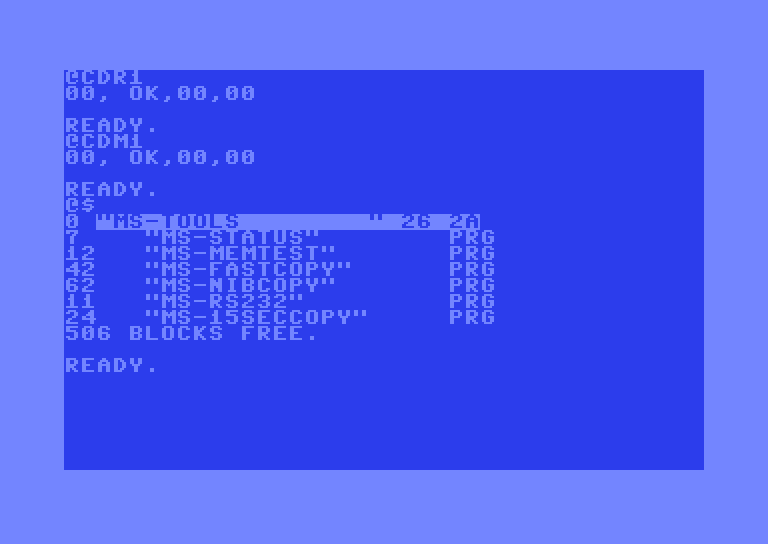 @CDR1
00, OK,00,00
READY.
@CDM1
00, OK,00,00
READY.
@$
0 "MS-TOOLS        " 26 2A
7    "MS-STATUS"        PRG
12   "MS-MEMTEST"       PRG
42   "MS-FASTCOPY"      PRG
62   "MS-NIBCOPY"       PRG
11   "MS-RS232"         PRG
24   "MS-15SECCOPY"     PRG
506 BLOCKS FREE.
READY.